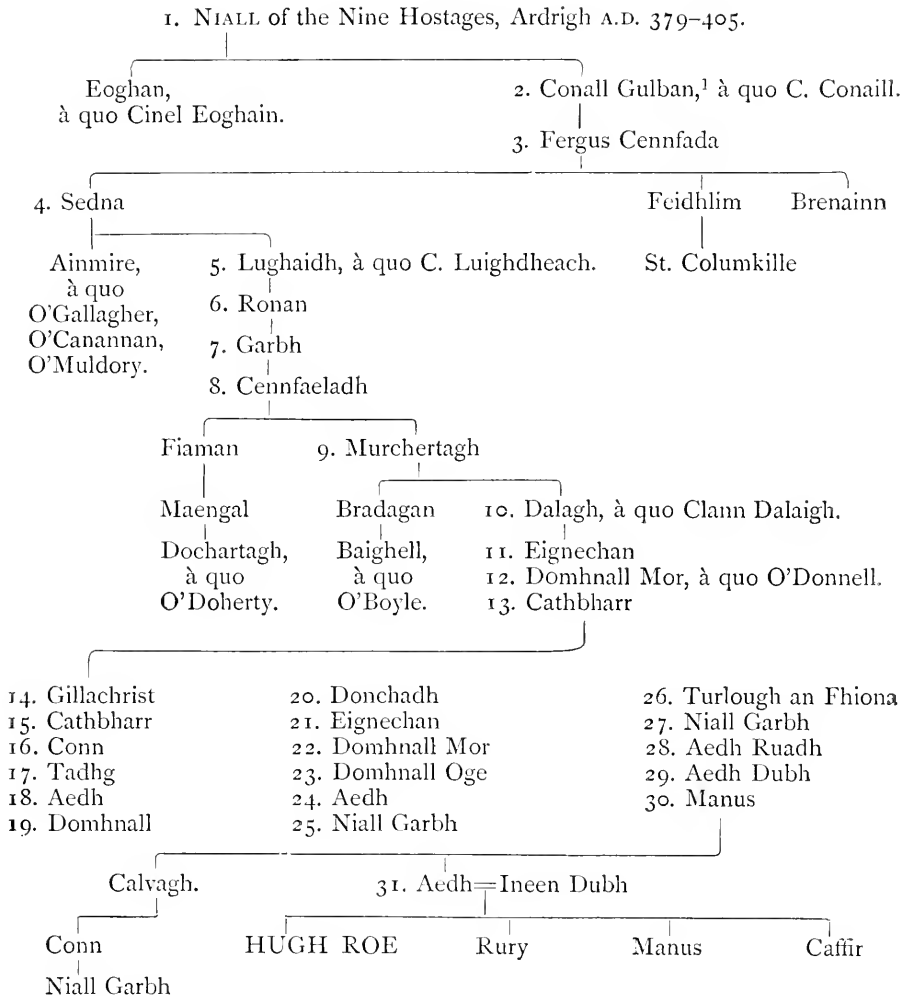 1. NIALL of the Nine Hostages, Ardrigh A.D. 379–405.
Eoghan,
à quo Cinel Eoghain.
2. Conall Gulban,¹ à quo C. Conaill.
3. Fergus Cennfada
4. Sedna
Feidhlim
Brenainn
Ainmire,
à quo
O'Gallagher,
O'Canannan,
O'Muldory.
5. Lughaidh, à quo C. Luighdheach.
St. Columkille
6. Ronan
7. Garbh
8. Cennfaeladh
Fiaman
9. Murchertagh
Maengal
Bradagan
10. Dalagh, à quo Clann Dalaigh.
Dochartagh,
à quo
O'Doherty.
Baighell,
à quo
O'Boyle.
11. Eignechan
12. Domhnall Mor, à quo O'Donnell.
13. Cathbharr
14. Gillachrist
15. Cathbharr
16. Conn
17. Tadhg
18. Aedh
19. Domhnall
20. Donchadh
21. Eignechan
22. Domhnall Mor
23. Domhnall Oge
24. Aedh
25. Niall Garbh
26. Turlough an Fhiona
27. Niall Garbh
28. Aedh Ruadh
29. Aedh Dubh
30. Manus
Calvagh.
31. Aedh=Ineen Dubh
Conn
HUGH ROE
Rury
Manus
Caffir
Niall Garbh